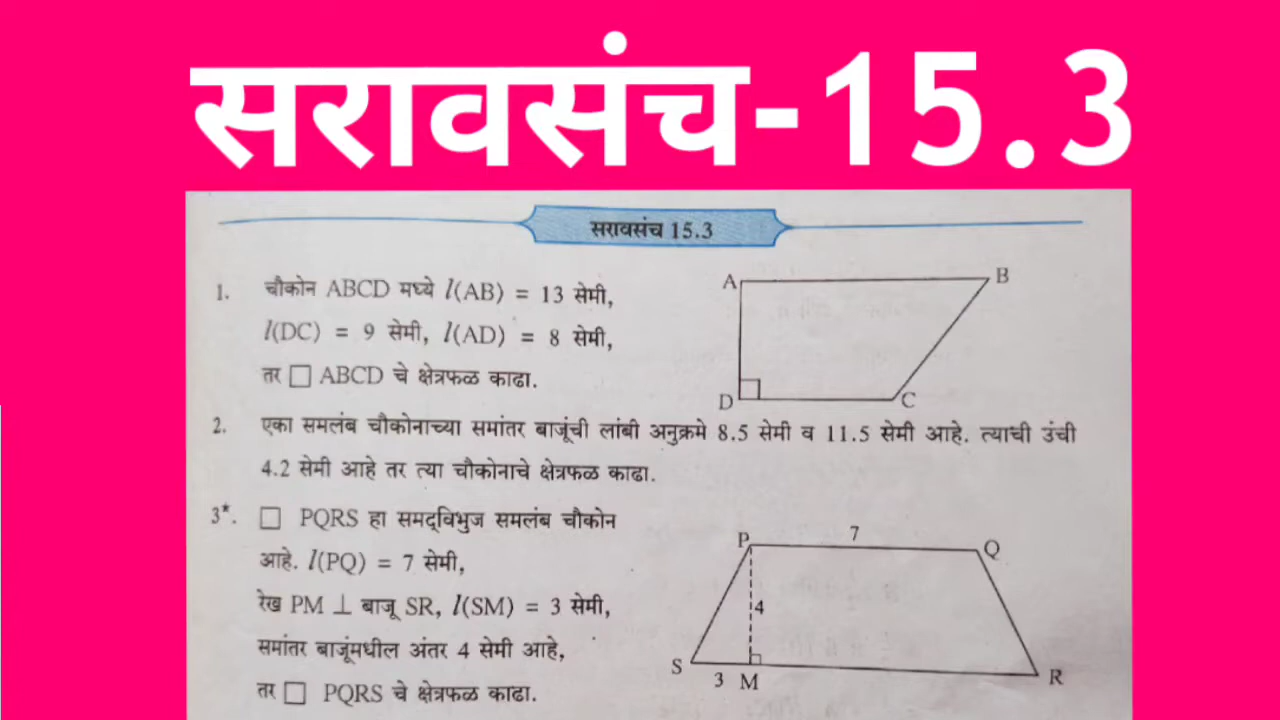 सरावसंच-15.3
सरावसंच 15.3
1. चौकोन ABCD मध्ये l(AB) = 13 सेमी,
l(DC) = 9 सेमी, l(AD) = 8 सेमी,
तर □ ABCD चे क्षेत्रफळ काढा.
A
B
D
C
2. एका समलंब चौकोनाच्या समांतर बाजूंची लांबी अनुक्रमे 8.5 सेमी व 11.5 सेमी आहे. त्याची उंची
4.2 सेमी आहे तर त्या चौकोनाचे क्षेत्रफळ काढा.
3*. □ PQRS हा समद्विभुज समलंब चौकोन
आहे. l(PQ) = 7 सेमी,
रेख PM ⊥ बाजू SR, l(SM) = 3 सेमी,
समांतर बाजूंमधील अंतर 4 सेमी आहे,
तर □ PQRS चे क्षेत्रफळ काढा.
P 7 Q
4
S 3 M R